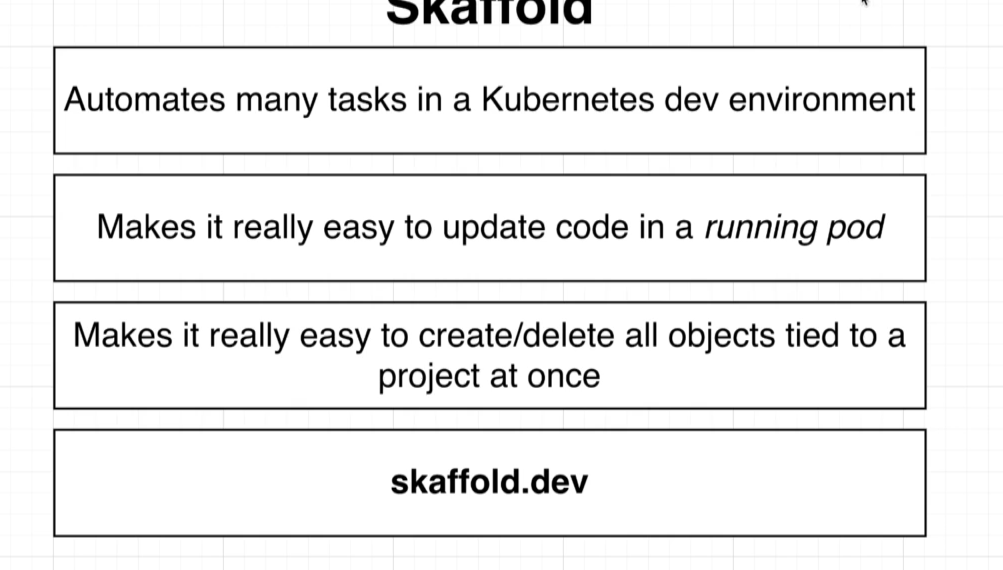 Skaffold
Automates many tasks in a Kubernetes dev environment
Makes it really easy to update code in a running pod
Makes it really easy to create/delete all objects tied to a
project at once
skaffold.dev